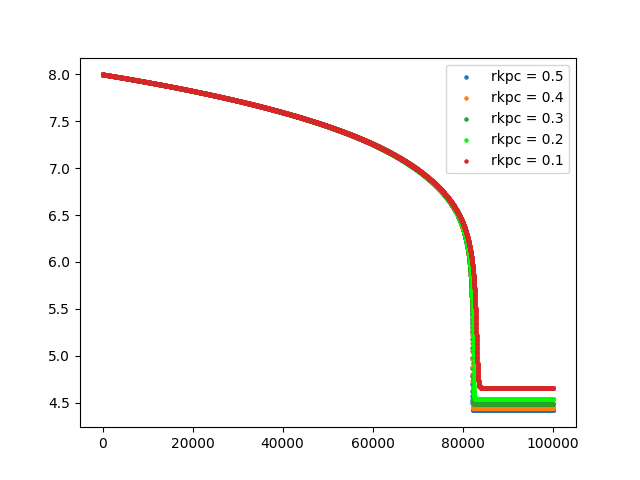 8.0
7.5
7.0
6.5
6.0
5.5
5.0
4.5
0
20000
40000
60000
80000
100000
rkpc = 0.5
rkpc = 0.4
rkpc = 0.3
rkpc = 0.2
rkpc = 0.1